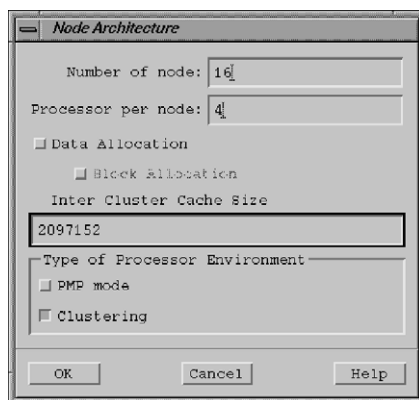 Node Architecture
Number of node: 16
Processor per node: 4
Data Allocation
Block Allocation
Inter Cluster Cache Size
2097152
Type of Processor Environment
PMP mode
Clustering
OK Cancel Help